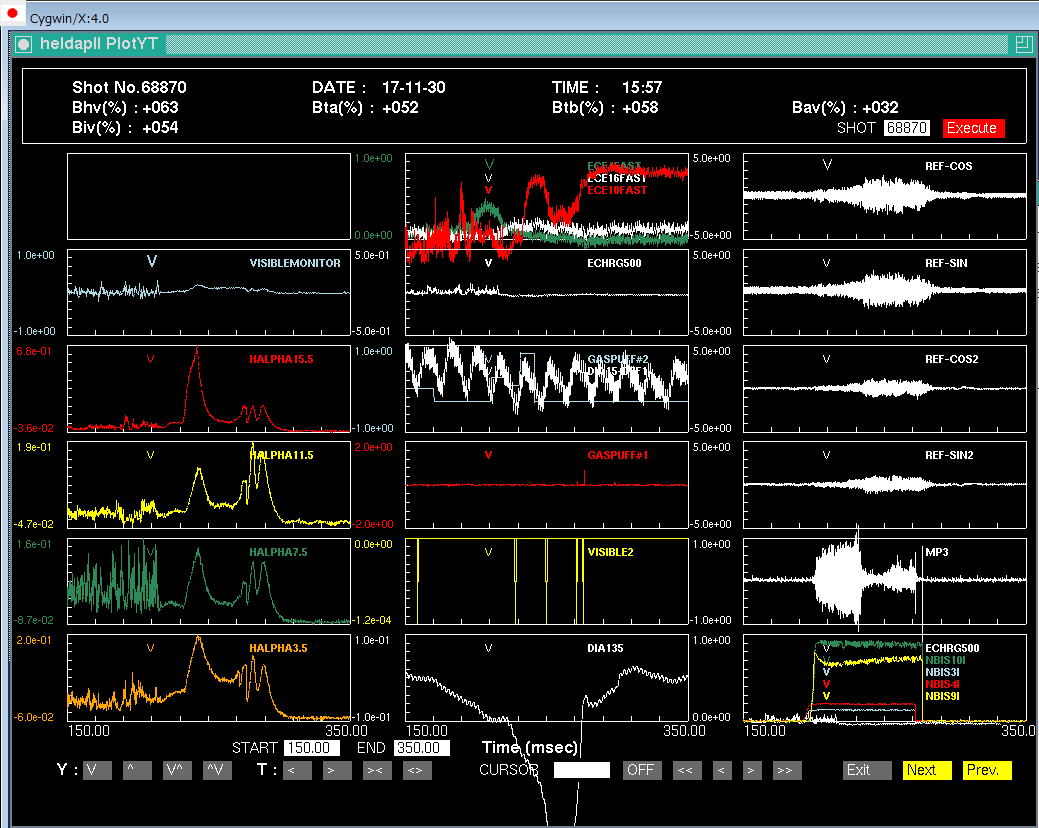 Cygwin/X:4.0
heldapll PlotYT
Shot No.68870 DATE : 17-11-30 TIME : 15:57
Bhv(%) : +063 Bta(%) : +052 Btb(%) : +058 Bav(%) : +032
Biv(%) : +054 SHOT 68870 Execute
1.0e+00
0.0e+00
ECE16FAST
ECE10FAST
5.0e+00
-5.0e+00
V REF-COS
1.0e+00
-1.0e+00
V VISIBLEMONITOR
5.0e-01
-5.0e-01
V ECHRG500
5.0e+00
-5.0e+00
V REF-SIN
6.8e-01
-3.6e-02
V HALPHA15.5
1.0e+00
-1.0e+00
V GASPUFF#2
5.0e+00
-5.0e+00
V REF-COS2
1.9e-01
-4.7e-02
V HALPHA11.5
2.0e+00
-2.0e+00
V GASPUFF#1
5.0e+00
-5.0e+00
V REF-SIN2
1.6e-01
-8.7e-02
V HALPHA7.5
0.0e+00
-1.2e-04
V VISIBLE2
1.0e+00
-1.0e+00
MP3
2.0e-01
-6.0e-02
V HALPHA3.5
1.0e-01
-1.0e-01
V DIA135
1.0e+00
0.0e+00
V ECHRG500
V NBIS10I
V NBIS3I
V NBIS4I
V NBIS9I
150.00 350.00 150.00 350.00 150.00 350.0
START 150.00 END 350.00 Time (msec)
Y : V ^ V^ ^V T : < > >< <> CURSOR OFF << < > >> Exit Next Prev.